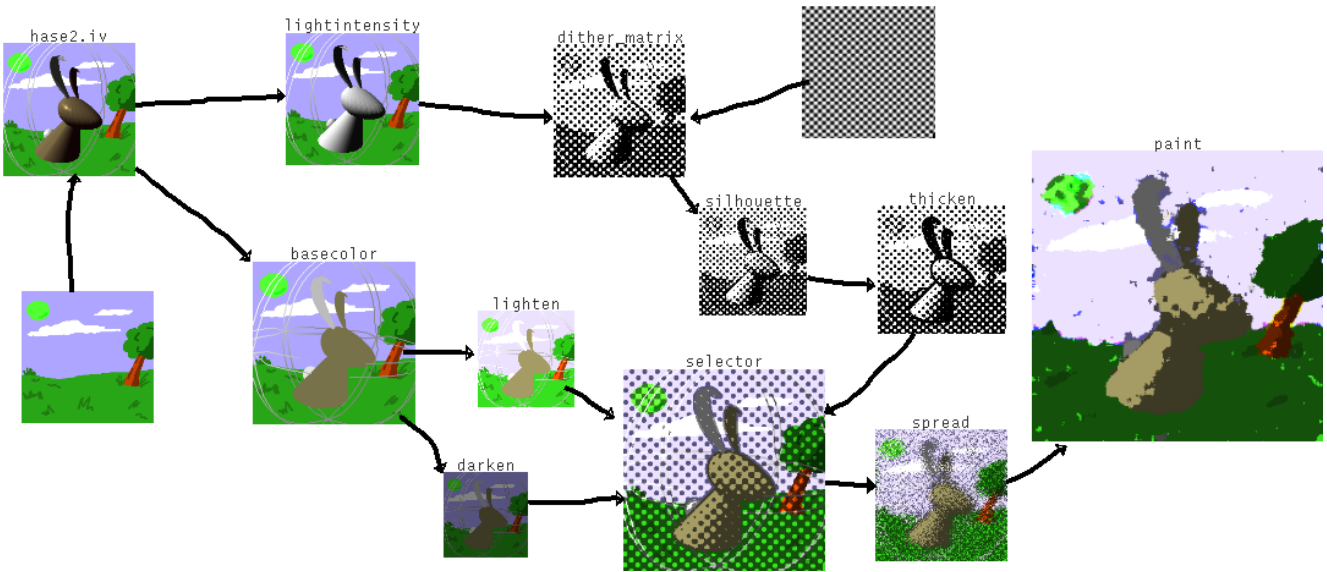 hase2.iv
lightintensity
dither_matrix
paint
silhouette
thicken
basecolor
lighten
selector
spread
darken